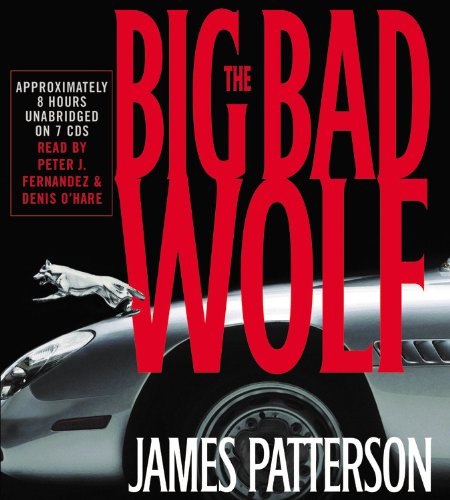 THE
BIG BAD
WOLF
APPROXIMATELY
8 HOURS
UNABRIDGED
ON 7 CDS
READ BY
PETER J.
FERNANDEZ &
DENIS O'HARE
JAMES PATTERSON